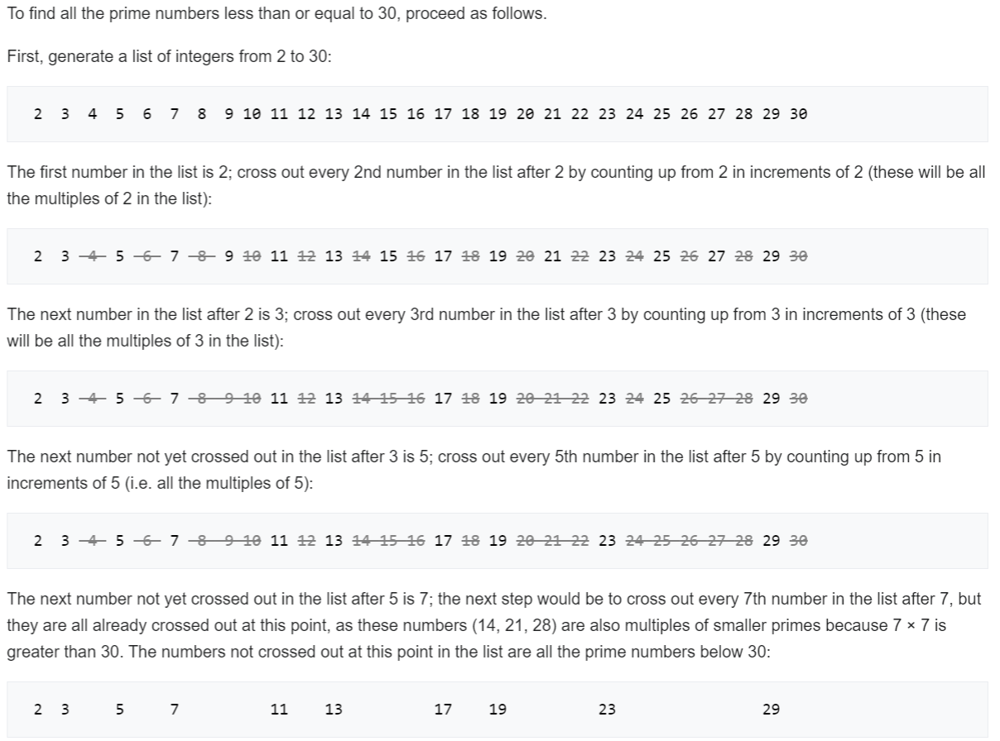 To find all the prime numbers less than or equal to 30, proceed as follows.
First, generate a list of integers from 2 to 30:
2 3 4 5 6 7 8 9 10 11 12 13 14 15 16 17 18 19 20 21 22 23 24 25 26 27 28 29 30
The first number in the list is 2; cross out every 2nd number in the list after 2 by counting up from 2 in increments of 2 (these will be all
the multiples of 2 in the list):
2 3 4 5 6 7 8 9 10 11 12 13 14 15 16 17 18 19 20 21 22 23 24 25 26 27 28 29 30
The next number in the list after 2 is 3; cross out every 3rd number in the list after 3 by counting up from 3 in increments of 3 (these
will be all the multiples of 3 in the list):
2 3 4 5 6 7 8 9 10 11 12 13 14 15 16 17 18 19 20 21 22 23 24 25 26 27 28 29 30
The next number not yet crossed out in the list after 3 is 5; cross out every 5th number in the list after 5 by counting up from 5 in
increments of 5 (i.e. all the multiples of 5):
2 3 4 5 6 7 8 9 10 11 12 13 14 15 16 17 18 19 20 21 22 23 24 25 26 27 28 29 30
The next number not yet crossed out in the list after 5 is 7; the next step would be to cross out every 7th number in the list after 7, but
they are all already crossed out at this point, as these numbers (14, 21, 28) are also multiples of smaller primes because 7 × 7 is
greater than 30. The numbers not crossed out at this point in the list are all the prime numbers below 30:
2 3 5 7 11 13 17 19 23 29